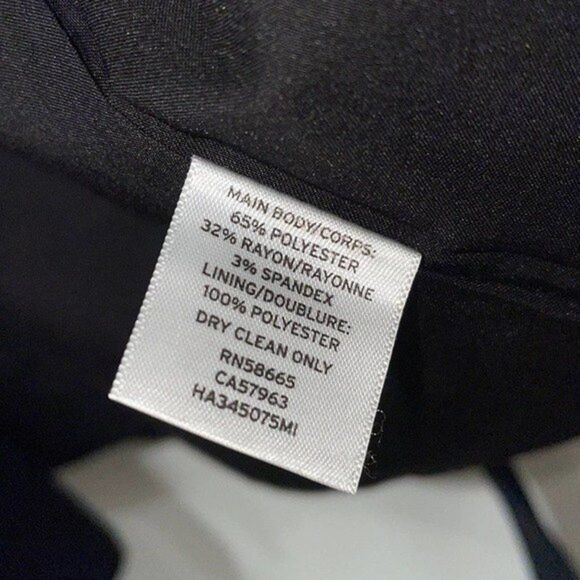 MAIN BODY/CORPS:
65% POLYESTER
32% RAYON/RAYONNE
3% SPANDEX
LINING/DOUBLURE:
100% POLYESTER
DRY CLEAN ONLY
RN58665
CA57963
HA345075MI